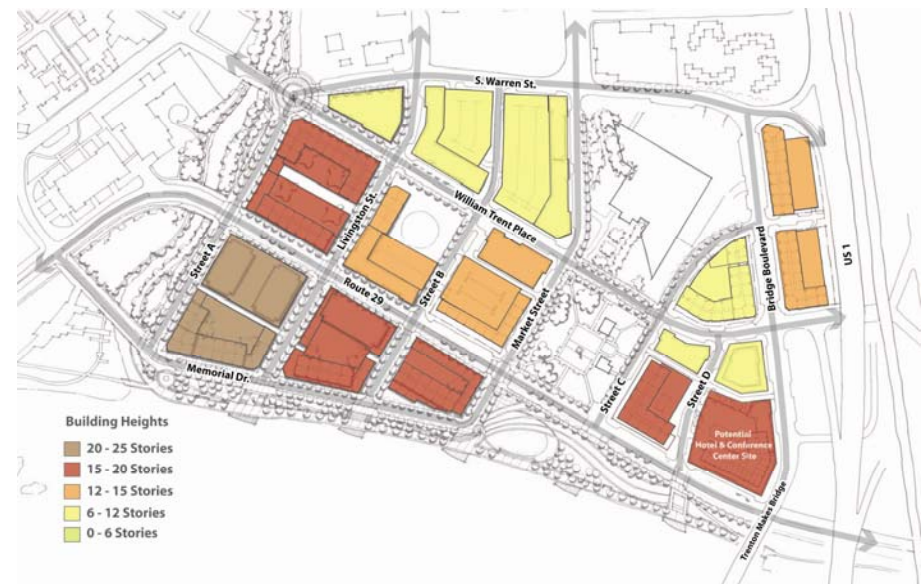 S. Warren St.
William Trent Place
Livingston St.
Street A
Street B
Route 29
Market Street
Bridge Boulevard
US 1
Memorial Dr.
Street C
Street D
Potential
Hotel & Conference
Center Site
Trenton Makes Bridge
Building Heights
20 - 25 Stories
15 - 20 Stories
12 - 15 Stories
6 - 12 Stories
0 - 6 Stories